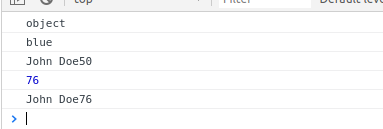 top
Filter
object
blue
John Doe50
76
John Doe76